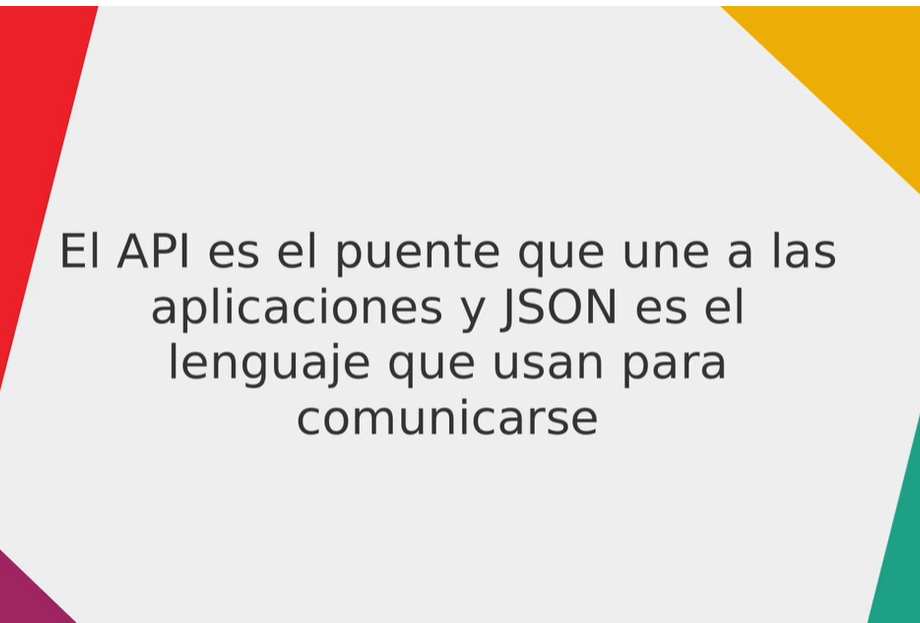 El API es el puente que une a las
aplicaciones y JSON es el
lenguaje que usan para
comunicarse